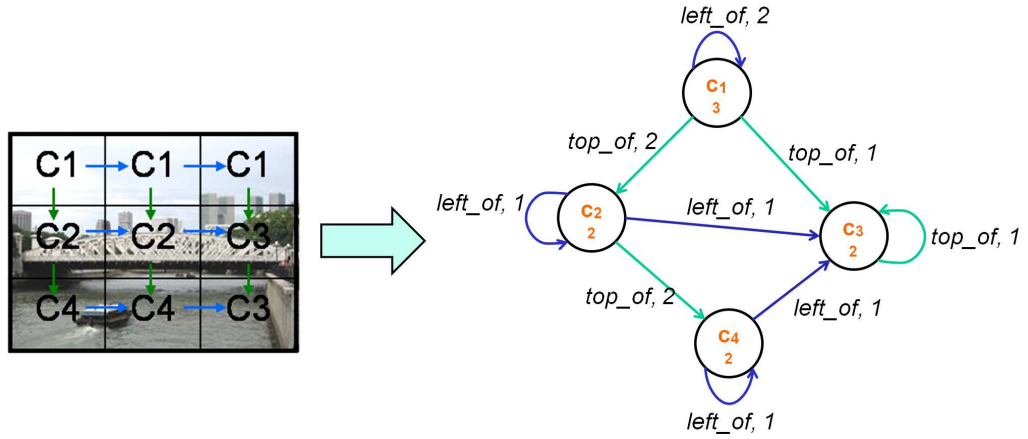 C1 C1 C1
C2 C2 C3
C4 C4 C3
left_of, 2
c1
3
top_of, 2
top_of, 1
left_of, 1
c2
2
left_of, 1
c3
2
top_of, 1
top_of, 2
left_of, 1
c4
2
left_of, 1